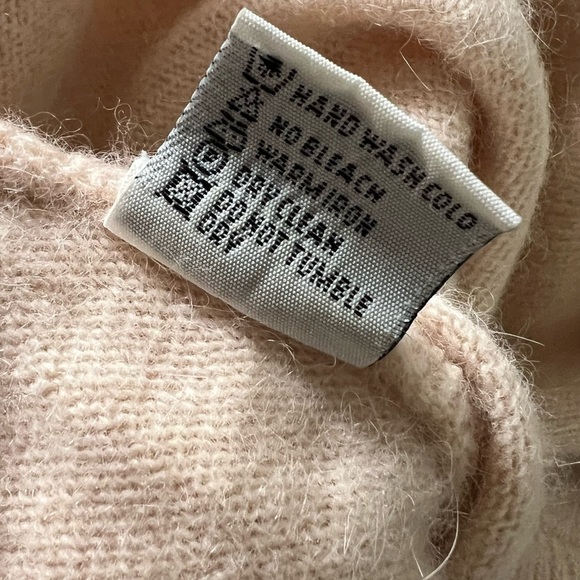 HAND WASH COLD
NO BLEACH
WARM IRON
DRY CLEAN
DO NOT TUMBLE
DRY